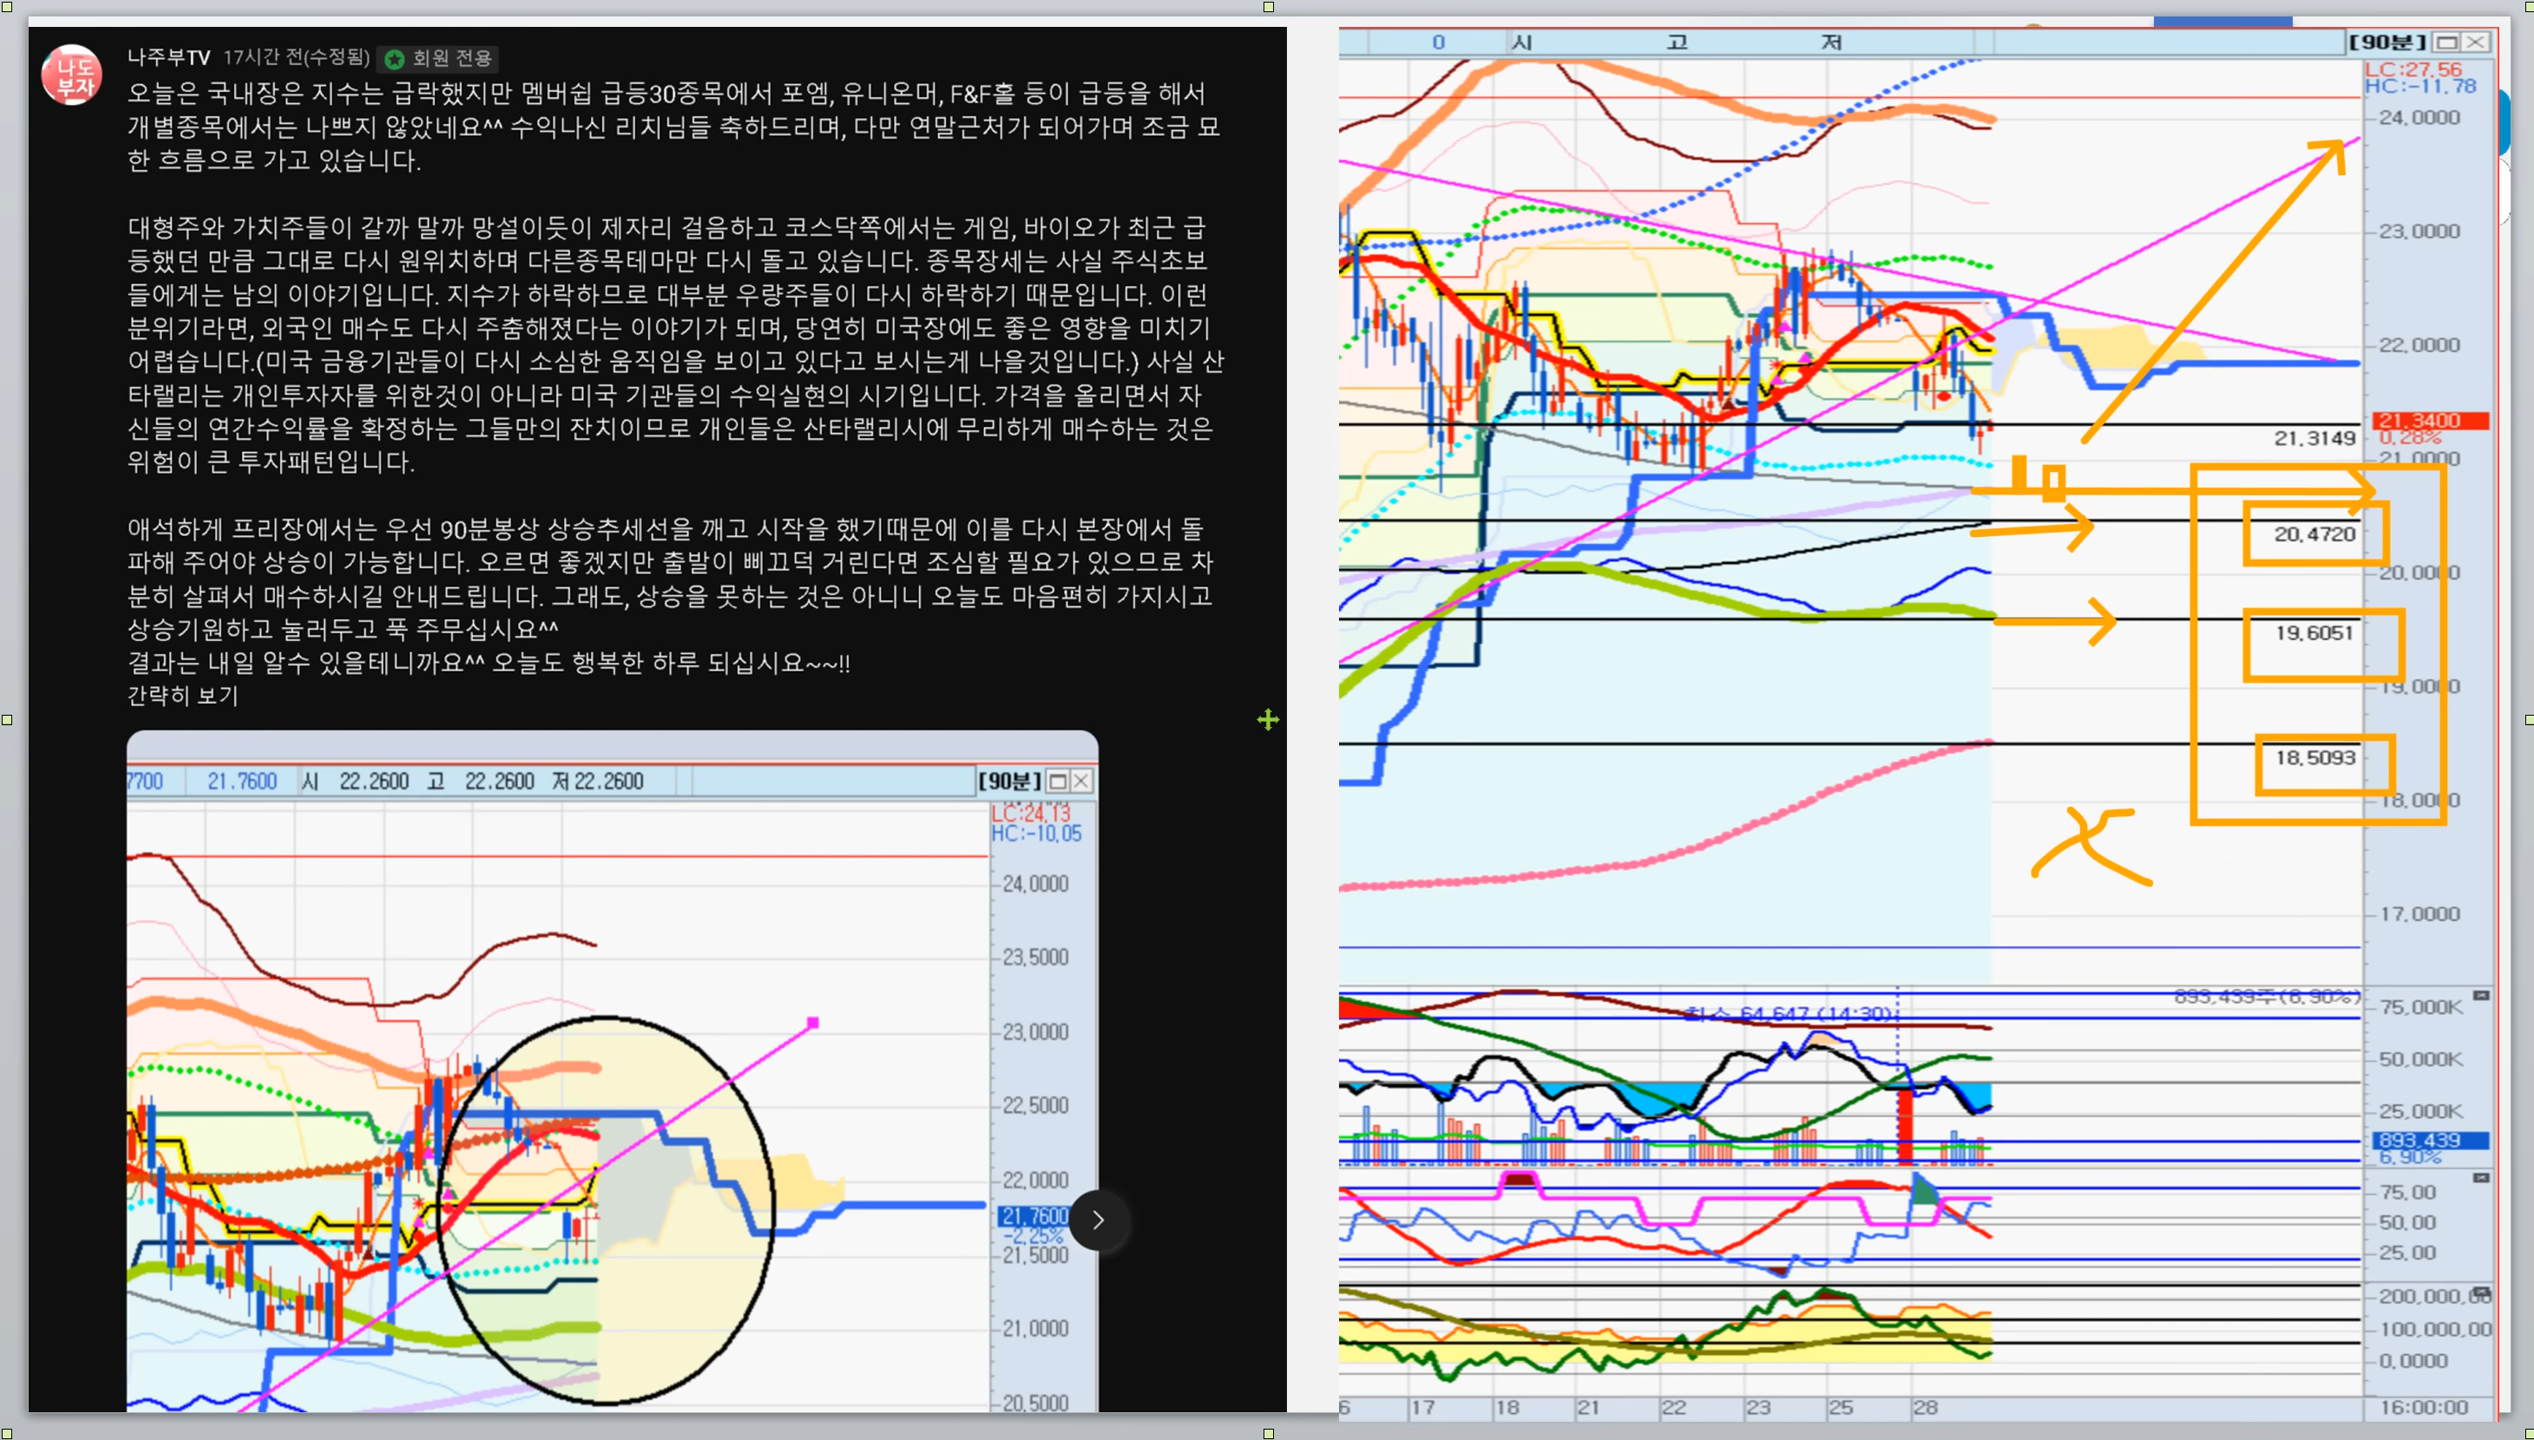 나도
부자
나주부TV 17시간 전(수정됨) 회원 전용
오늘은 국내장은 지수는 급락했지만 멤버쉽 급등30종목에서 포엠, 유니온머, F&F홀 등이 급등을 해서
개별종목에서는 나쁘지 않았네요^^ 수익나신 리치님들 축하드리며, 다만 연말근처가 되어가며 조금 묘
한 흐름으로 가고 있습니다.
대형주와 가치주들이 갈까 말까 망설이듯이 제자리 걸음하고 코스닥쪽에서는 게임, 바이오가 최근 급
등했던 만큼 그대로 다시 원위치하며 다른종목테마만 다시 돌고 있습니다. 종목장세는 사실 주식초보
들에게는 남의 이야기입니다. 지수가 하락하므로 대부분 우량주들이 다시 하락하기 때문입니다. 이런
분위기라면, 외국인 매수도 다시 주춤해졌다는 이야기가 되며, 당연히 미국장에도 좋은 영향을 미치기
어렵습니다.(미국 금융기관들이 다시 소심한 움직임을 보이고 있다고 보시는게 나을것입니다.) 사실 산
타랠리는 개인투자자를 위한것이 아니라 미국 기관들의 수익실현의 시기입니다. 가격을 올리면서 자
신들의 연간수익률을 확정하는 그들만의 잔치이므로 개인들은 산타랠리시에 무리하게 매수하는 것은
위험이 큰 투자패턴입니다.
애석하게 프리장에서는 우선 90분봉상 상승추세선을 깨고 시작을 했기때문에 이를 다시 본장에서 돌
파해 주어야 상승이 가능합니다. 오르면 좋겠지만 출발이 삐끄덕 거린다면 조심할 필요가 있으므로 차
분히 살펴서 매수하시길 안내드립니다. 그래도, 상승을 못하는 것은 아니니 오늘도 마음편히 가지시고
상승기원하고 눌러두고 푹 주무십시요^^
결과는 내일 알수 있을테니까요^^ 오늘도 행복한 하루 되십시요~~!!
간략히 보기
7700 21.7600 시 22.2600 고 22.2600 저 22.2600 [90분]
LC:24,13
HC:-10,05
24,0000
23,5000
23,0000
22,5000
22,0000
21,7600
-2,25%
21,5000
21,0000
20,5000
0 시 고 저 [90분]
LC:27,56
HC:-11,78
24,0000
23,0000
22,0000
21,3400
21,3149 0,28%
21,0000
20,4720
20,0000
19,6051
19,0000
18,5093
18,0000
17,0000
893,439주(6,90%)
최소 64,647 (14:30)
75,000K
50,000K
25,000K
893,439
6,90%
75,00
50,00
25,00
200,000,00
100,000,00
0,0000
6 17 18 21 22 23 25 28 16:00:00